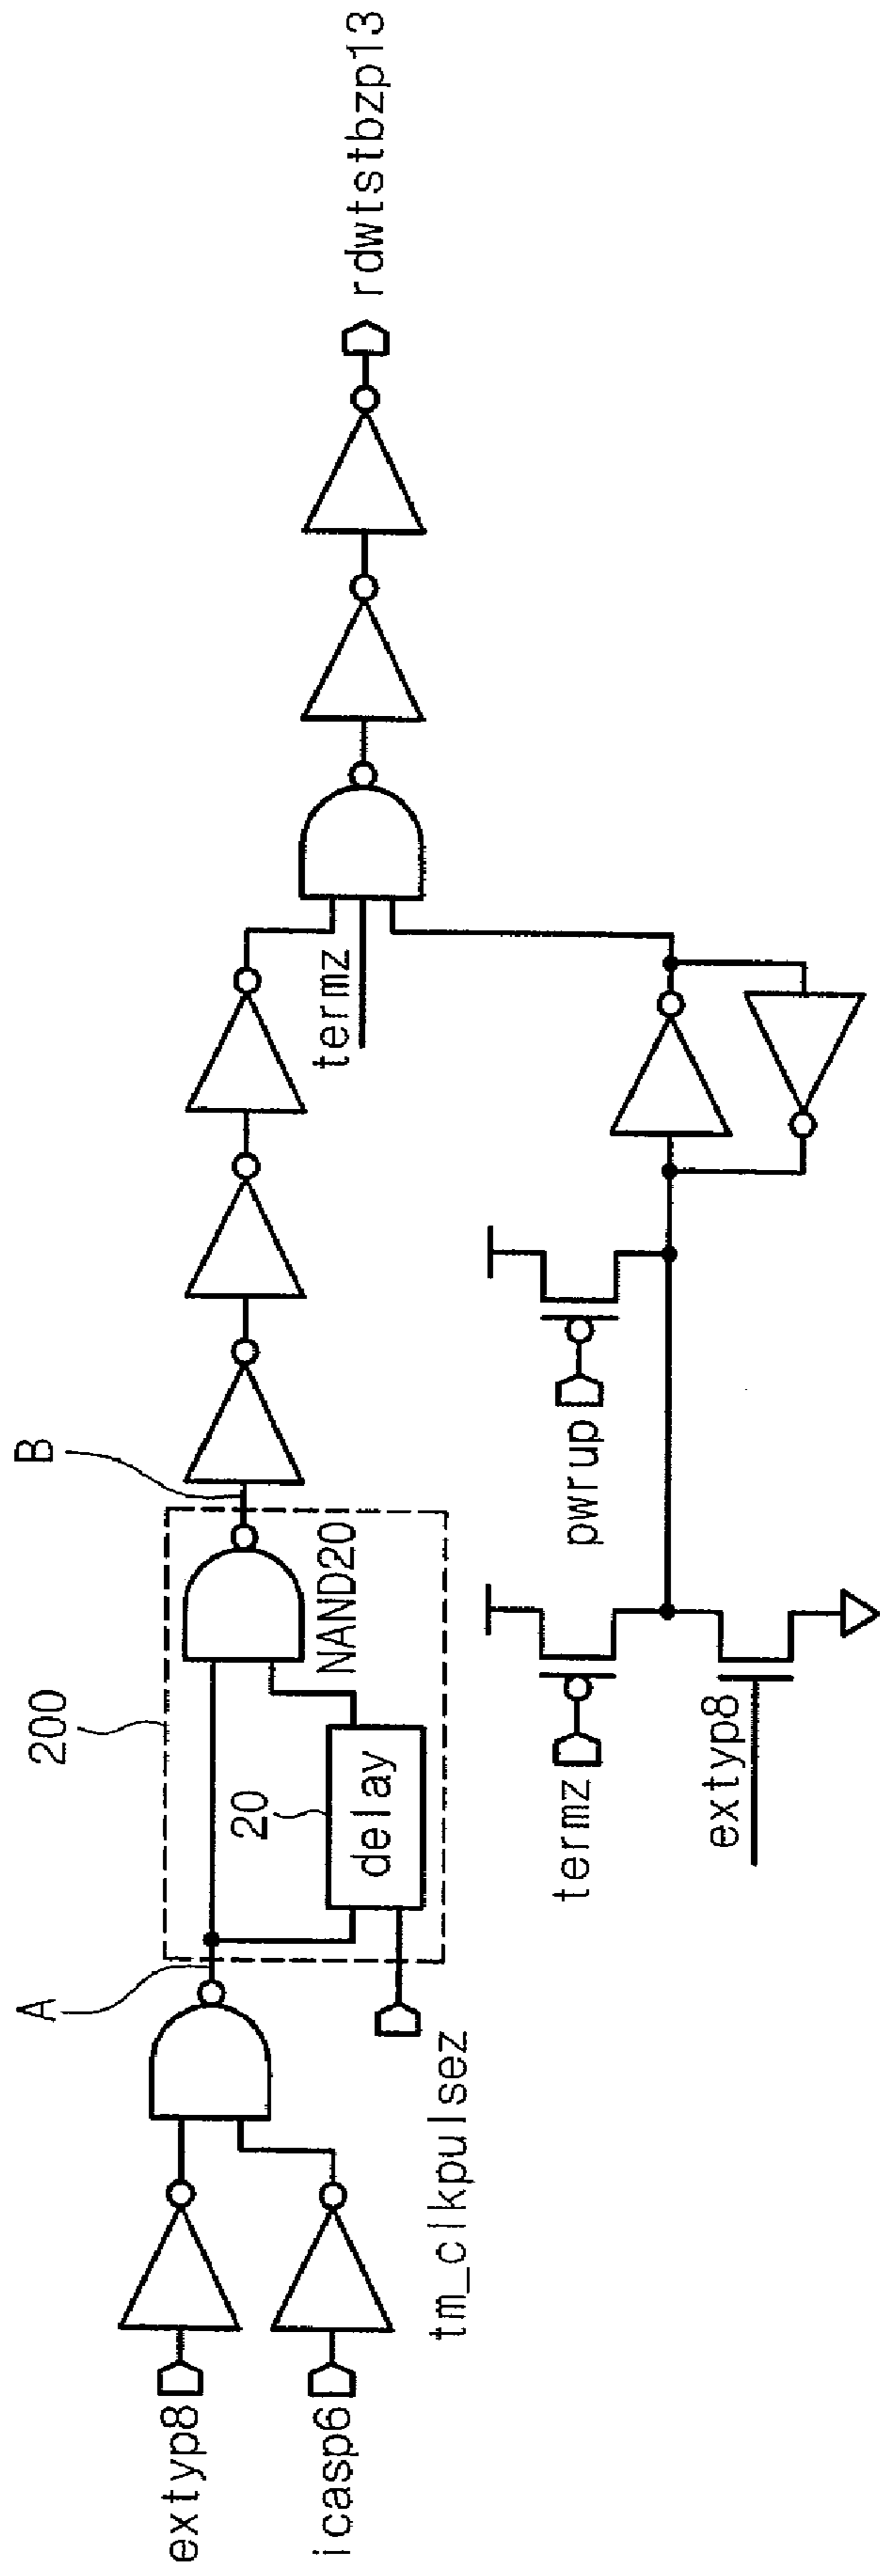 extyp8
icasp6
tm_clkpulsez
A
200
20
delay
NAND20
B
termz
rdwtstbzp13
termz
extyp8
pwrup